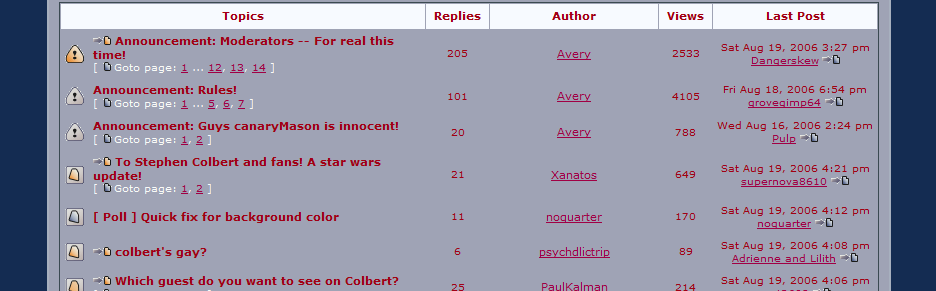 Topics Replies Author Views Last Post
Announcement: Moderators -- For real this
time!
[ Goto page: 1 ... 12, 13, 14 ]
205 Avery 2533
Sat Aug 19, 2006 3:27 pm
Dangerskew
Announcement: Rules!
[ Goto page: 1 ... 5, 6, 7 ]
101 Avery 4105
Fri Aug 18, 2006 6:54 pm
grovegimp64
Announcement: Guys canaryMason is innocent!
[ Goto page: 1, 2 ]
20 Avery 788
Wed Aug 16, 2006 2:24 pm
Pulp
To Stephen Colbert and fans! A star wars
update!
[ Goto page: 1, 2 ]
21 Xanatos 649
Sat Aug 19, 2006 4:21 pm
supernova8610
[ Poll ] Quick fix for background color
11 noquarter 170
Sat Aug 19, 2006 4:12 pm
noquarter
colbert's gay?
6 psychdlictrip 89
Sat Aug 19, 2006 4:08 pm
Adrienne and Lilith
Which guest do you want to see on Colbert?
25 PaulKalman 214
Sat Aug 19, 2006 4:06 pm